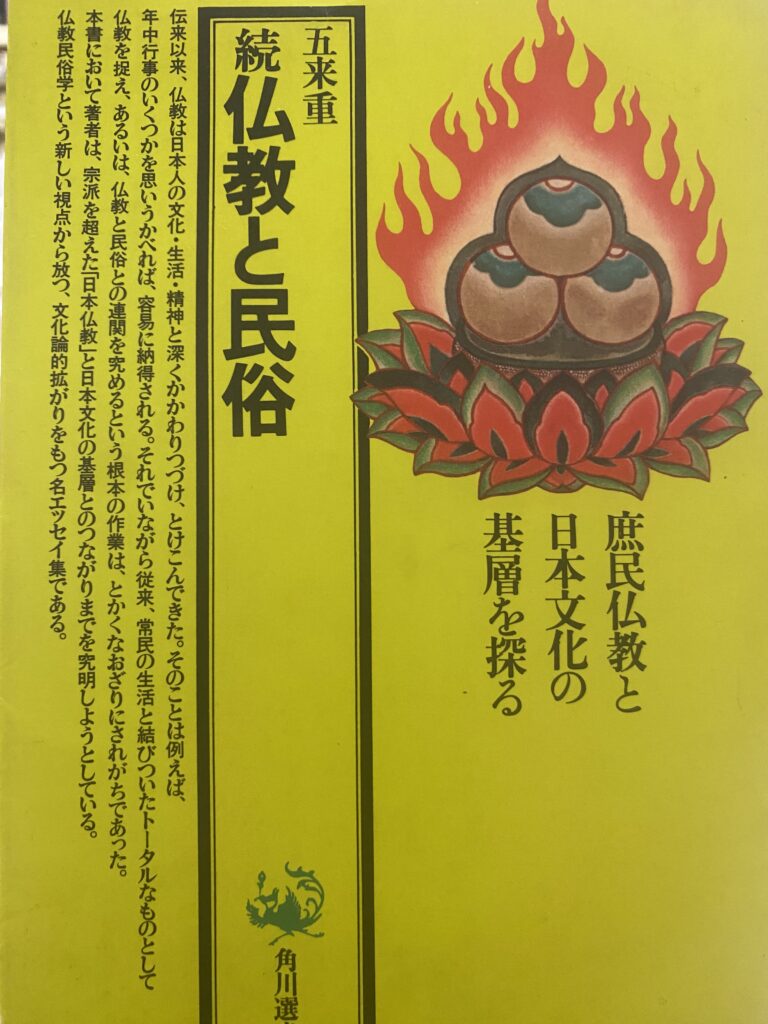 庶民仏教と
日本文化の
基層を探る
五来重
続仏教と民俗
角川選
伝来以来、仏教は日本人の文化・生活・精神と深くかかわりつづけ、とけこんできた。そのことは例えば、
年中行事のいくつかを思いうかべれば、容易に納得される。それでいながら従来、常民の生活と結びついたトータルなものとして
仏教を捉え、あるいは、仏教と民俗との連関を究めるという根本の作業は、とかくなおざりにされがちであった。
本書において著者は、宗派を超えた「日本仏教」と日本文化の基層とのつながりまでを究明しようとしている。
仏教民俗学という新しい視点から放つ、文化論的拡がりをもつ名エッセイ集である。